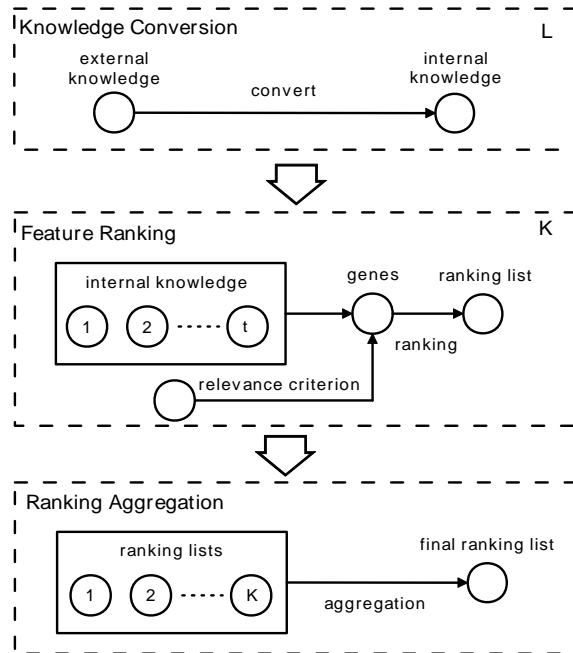 Knowledge Conversion
L
external
knowledge
internal
knowledge
convert
Feature Ranking
K
internal knowledge
1 2 ..... t
genes
ranking list
ranking
relevance criterion
Ranking Aggregation
ranking lists
1 2 ..... K
final ranking list
aggregation